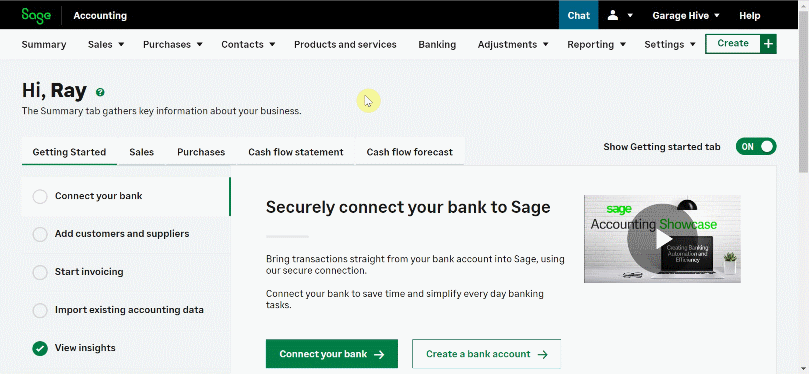 Sage Accounting Chat Garage Hive Help
Summary Sales Purchases Contacts Products and services Banking Adjustments Reporting Settings Create +
Hi, Ray ?
The Summary tab gathers key information about your business.
Getting Started Sales Purchases Cash flow statement Cash flow forecast Show Getting started tab ON
Connect your bank
Add customers and suppliers
Start invoicing
Import existing accounting data
View insights
Securely connect your bank to Sage
Bring transactions straight from your bank account into Sage, using
our secure connection.
Connect your bank to save time and simplify every day banking
tasks.
Connect your bank → Create a bank account →
sage
Accounting Showcase
Creating Banking
Automation and
Efficiency